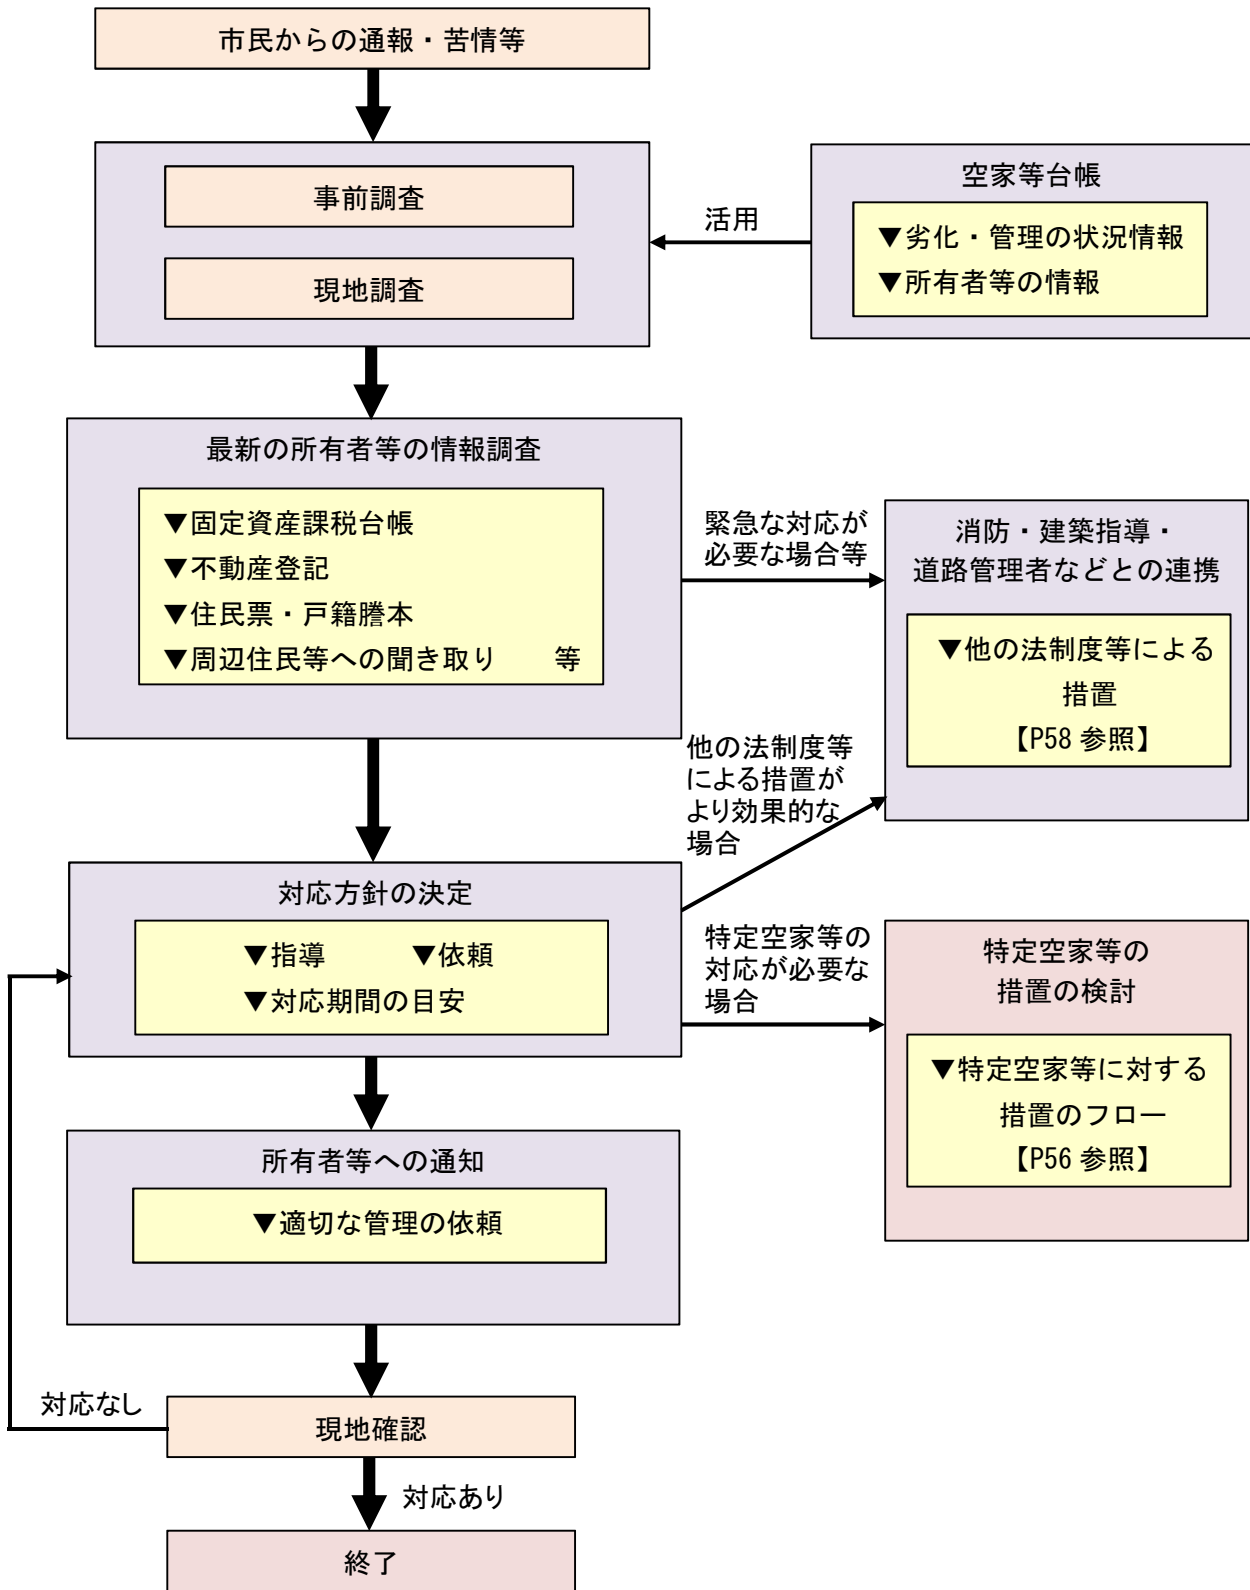 市民からの通報・苦情等
事前調査
現地調査
活用
空家等台帳
▼劣化・管理の状況情報
▼所有者等の情報
最新の所有者等の情報調査
▼固定資産課税台帳
▼不動産登記
▼住民票・戸籍謄本
▼周辺住民等への聞き取り　　等
緊急な対応が
必要な場合等
消防・建築指導・
道路管理者などとの連携
▼他の法制度等による
措置
【P58 参照】
他の法制度等
による措置が
より効果的な
場合
対応方針の決定
▼指導　　　▼依頼
▼対応期間の目安
特定空家等の
対応が必要な
場合
特定空家等の
措置の検討
▼特定空家等に対する
措置のフロー
【P56 参照】
所有者等への通知
▼適切な管理の依頼
対応なし
現地確認
対応あり
終了